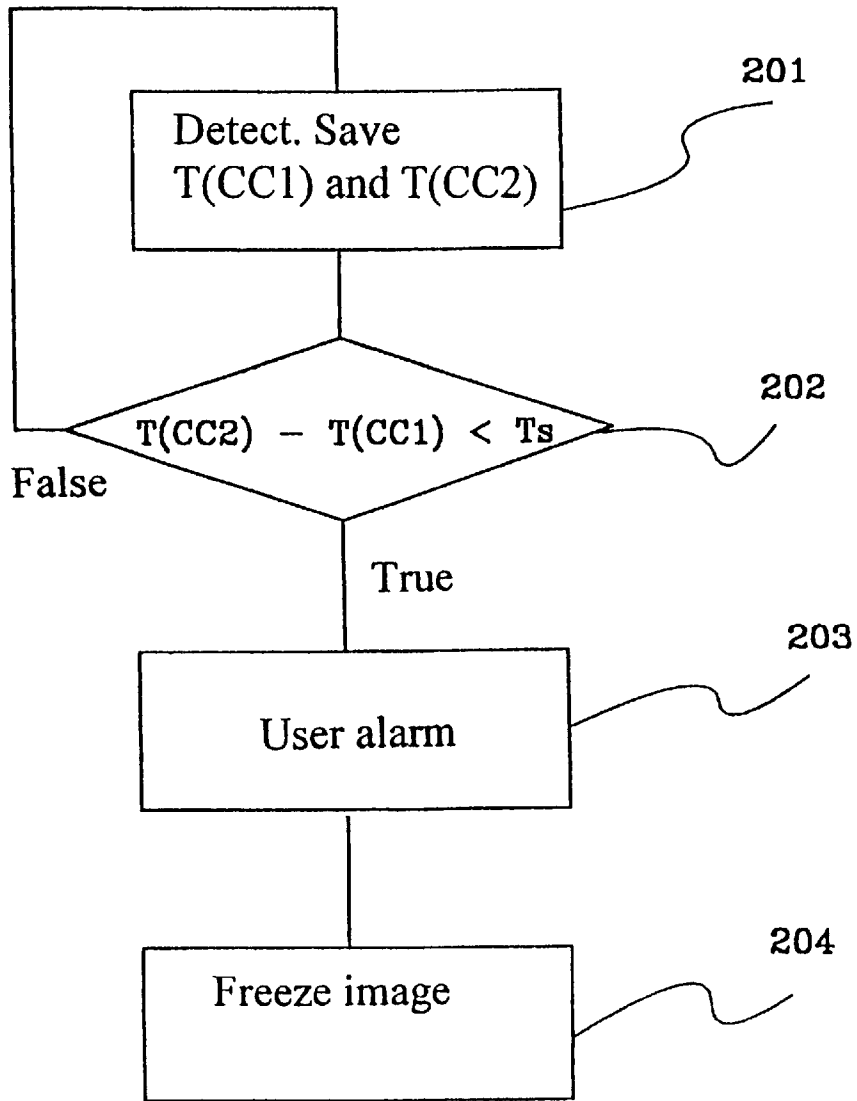 201
Detect. Save
T(CC1) and T(CC2)
202
T(CC2) - T(CC1) < Ts
False
True
203
User alarm
204
Freeze image